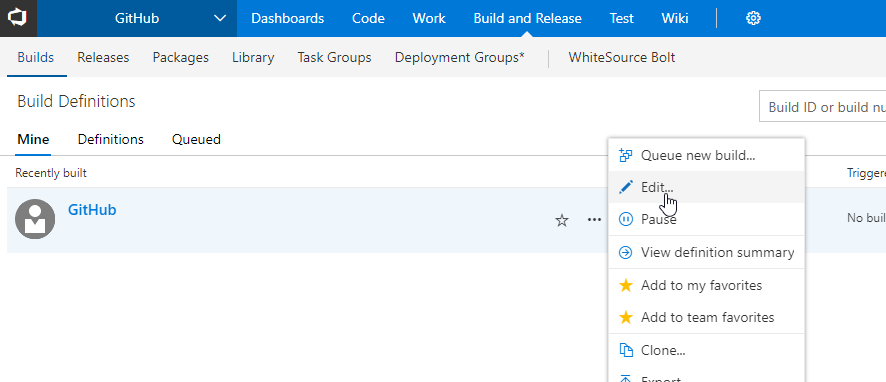 GitHub Dashboards Code Work Build and Release Test Wiki
Builds Releases Packages Library Task Groups Deployment Groups* WhiteSource Bolt
Build Definitions
Build ID or build nu
Mine Definitions Queued
Queue new build...
Recently built
Triggere
Edit...
GitHub
No buil
Pause
View definition summary
Add to my favorites
Add to team favorites
Clone...
Export